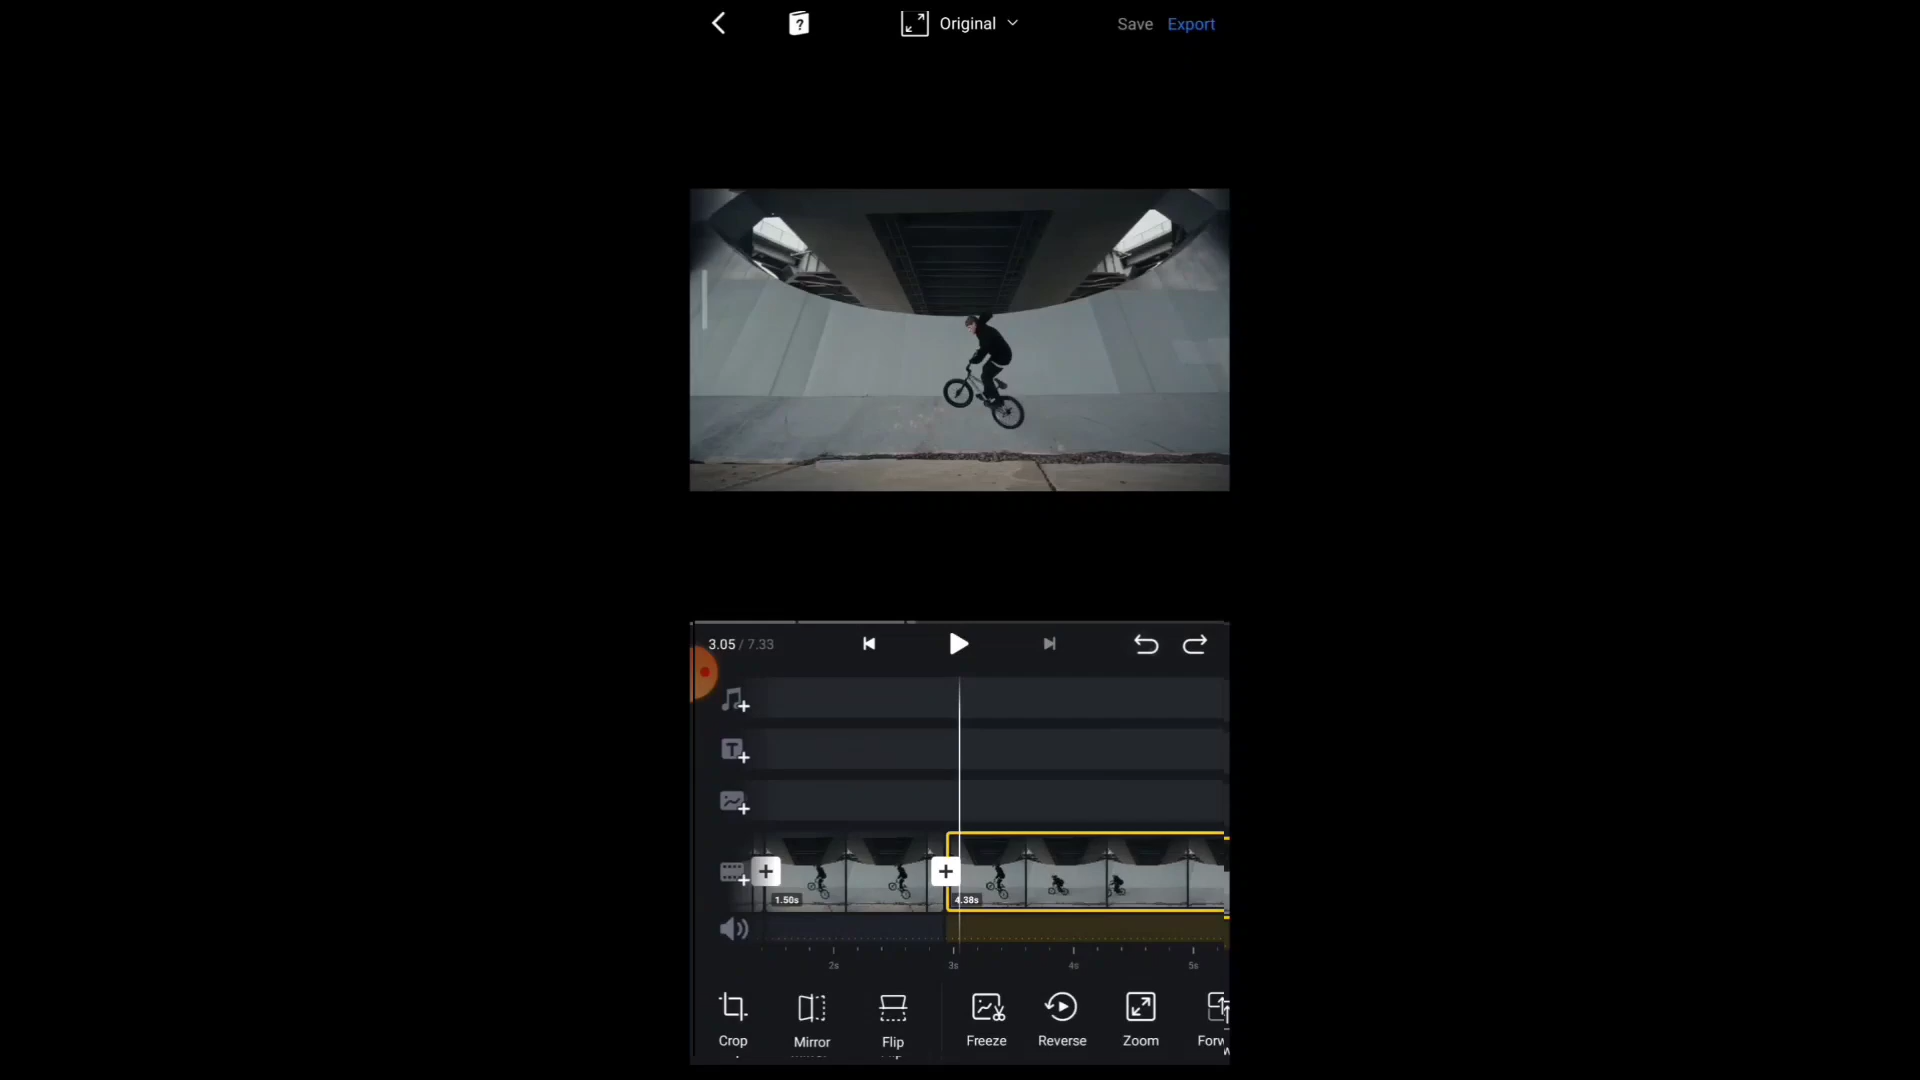 ?
Original
Save Export
3.05 / 7.33
T
1.50s
4.38s
2s 3s 4s 5s
Crop Mirror Flip Freeze Reverse Zoom Forw